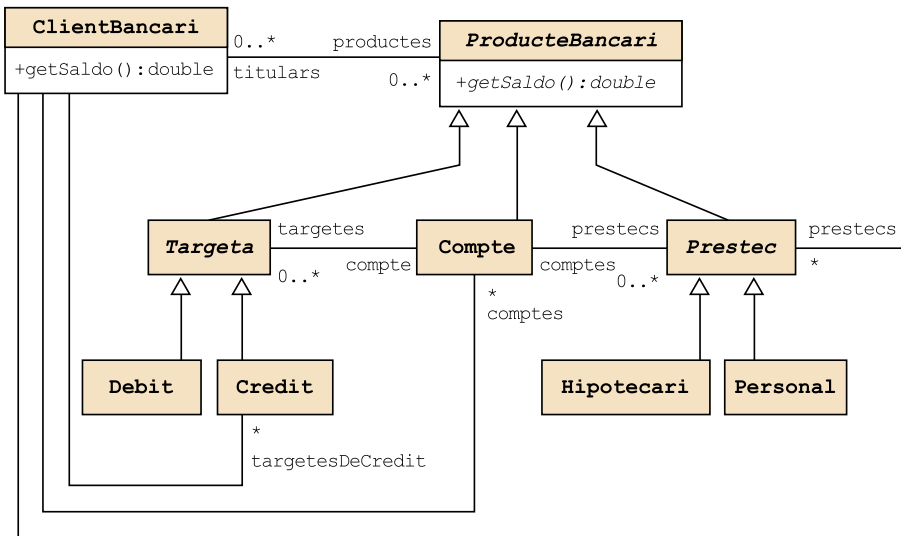 ClientBancari
+getSaldo():double
0..*
productes
titulars
0..*
ProducteBancari
+getSaldo():double
Targeta
targetes
compte
0..*
Compte
prestecs
comptes
0..*
Prestec
prestecs
*
*
comptes
Debit
Credit
Hipotecari
Personal
*
targetesDeCredit